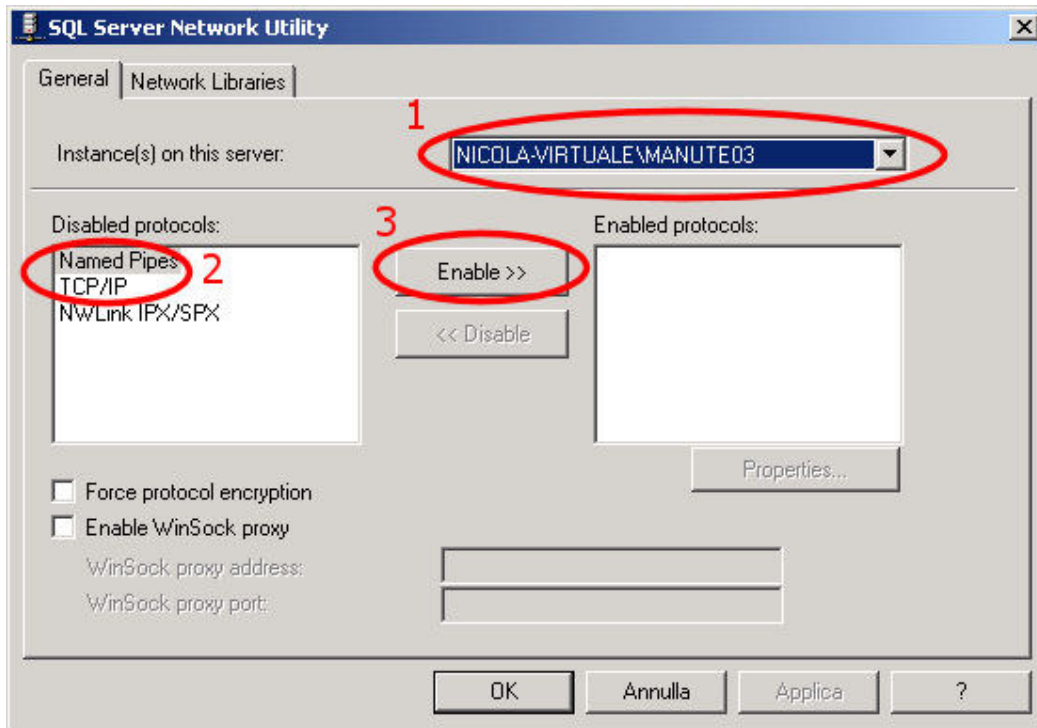 SQL Server Network Utility
General
Network Libraries
1
Instance(s) on this server:
NICOLA-VIRTUALE\MANUTE03
Disabled protocols:
3
Enabled protocols:
Named Pipes
2
TCP/IP
NWLink IPX/SPX
Enable >>
<< Disable
Properties...
Force protocol encryption
Enable WinSock proxy
WinSock proxy address:
WinSock proxy port:
OK
Annulla
Applica
?